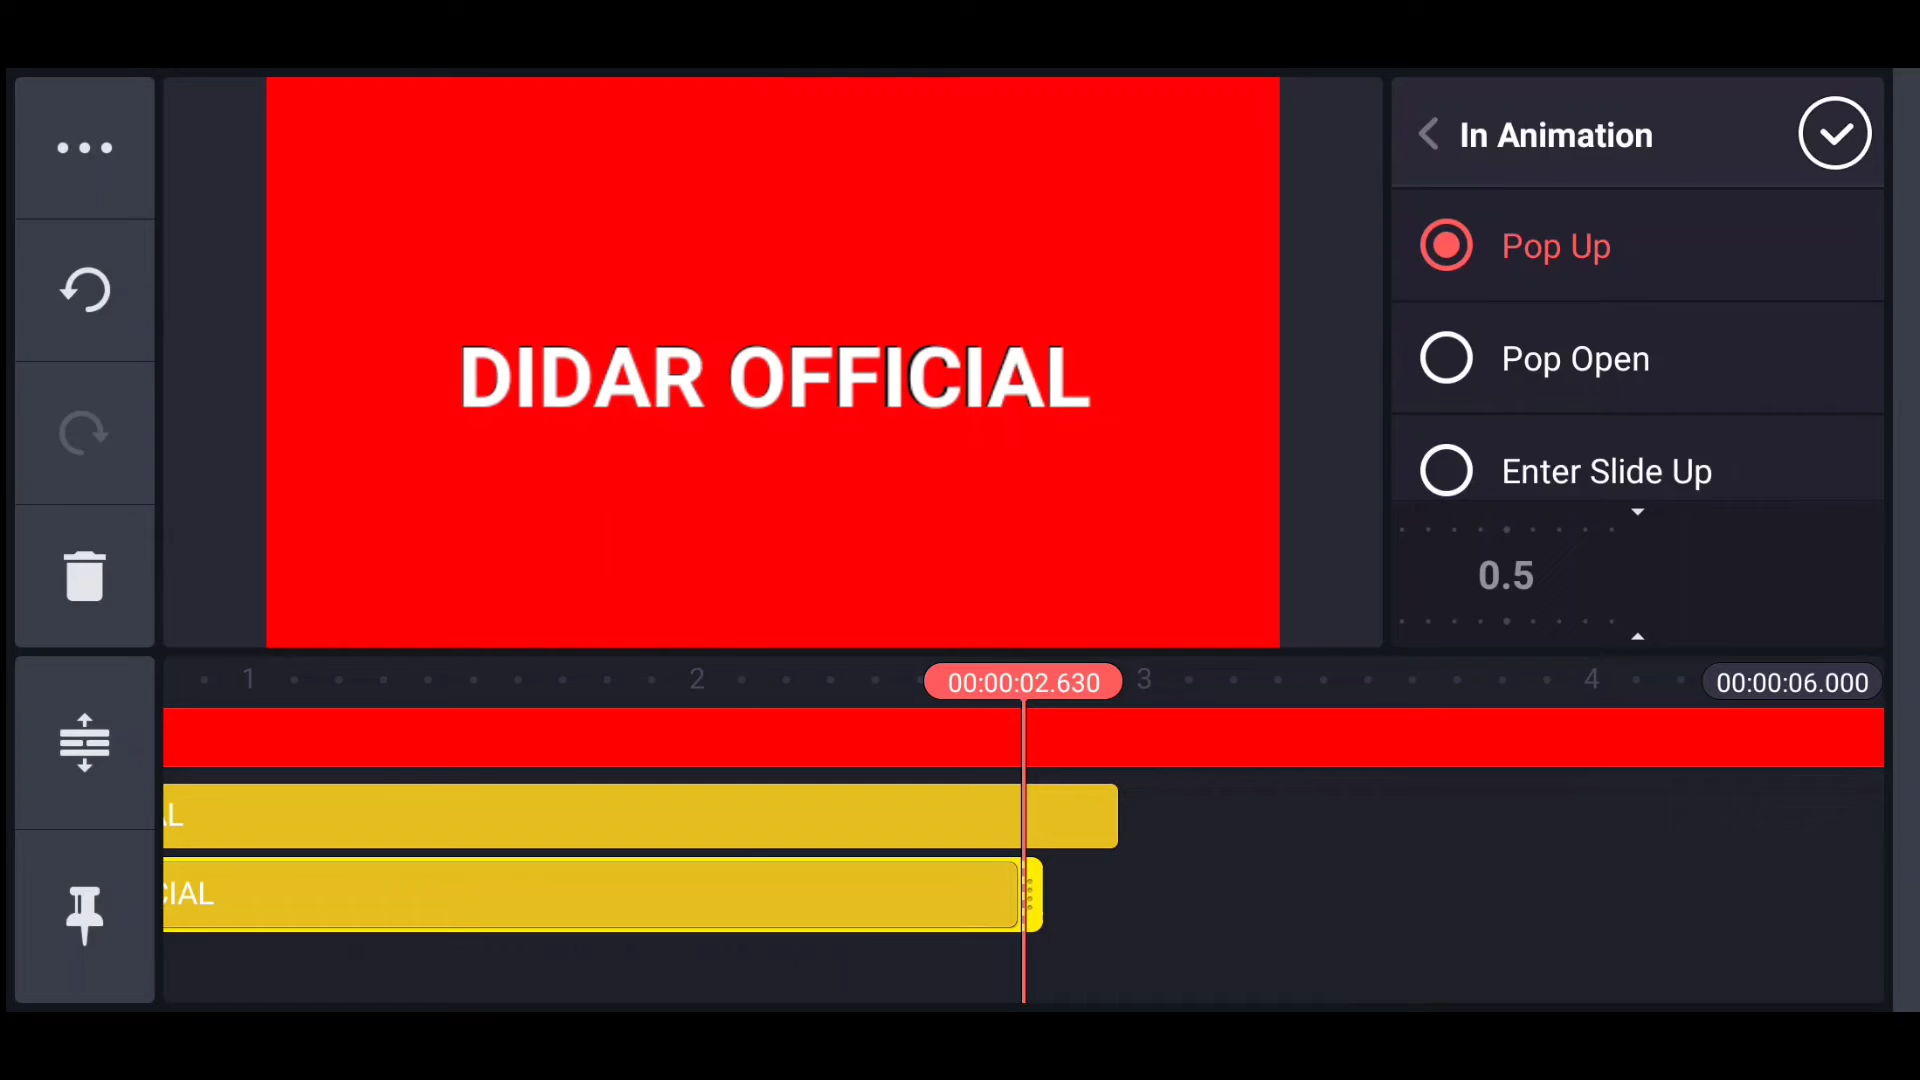 In Animation
Pop Up
DIDAR OFFICIAL
Pop Open
Enter Slide Up
0.5
1
2
00:00:02.630
3
4
00:00:06.000
AL
CIAL